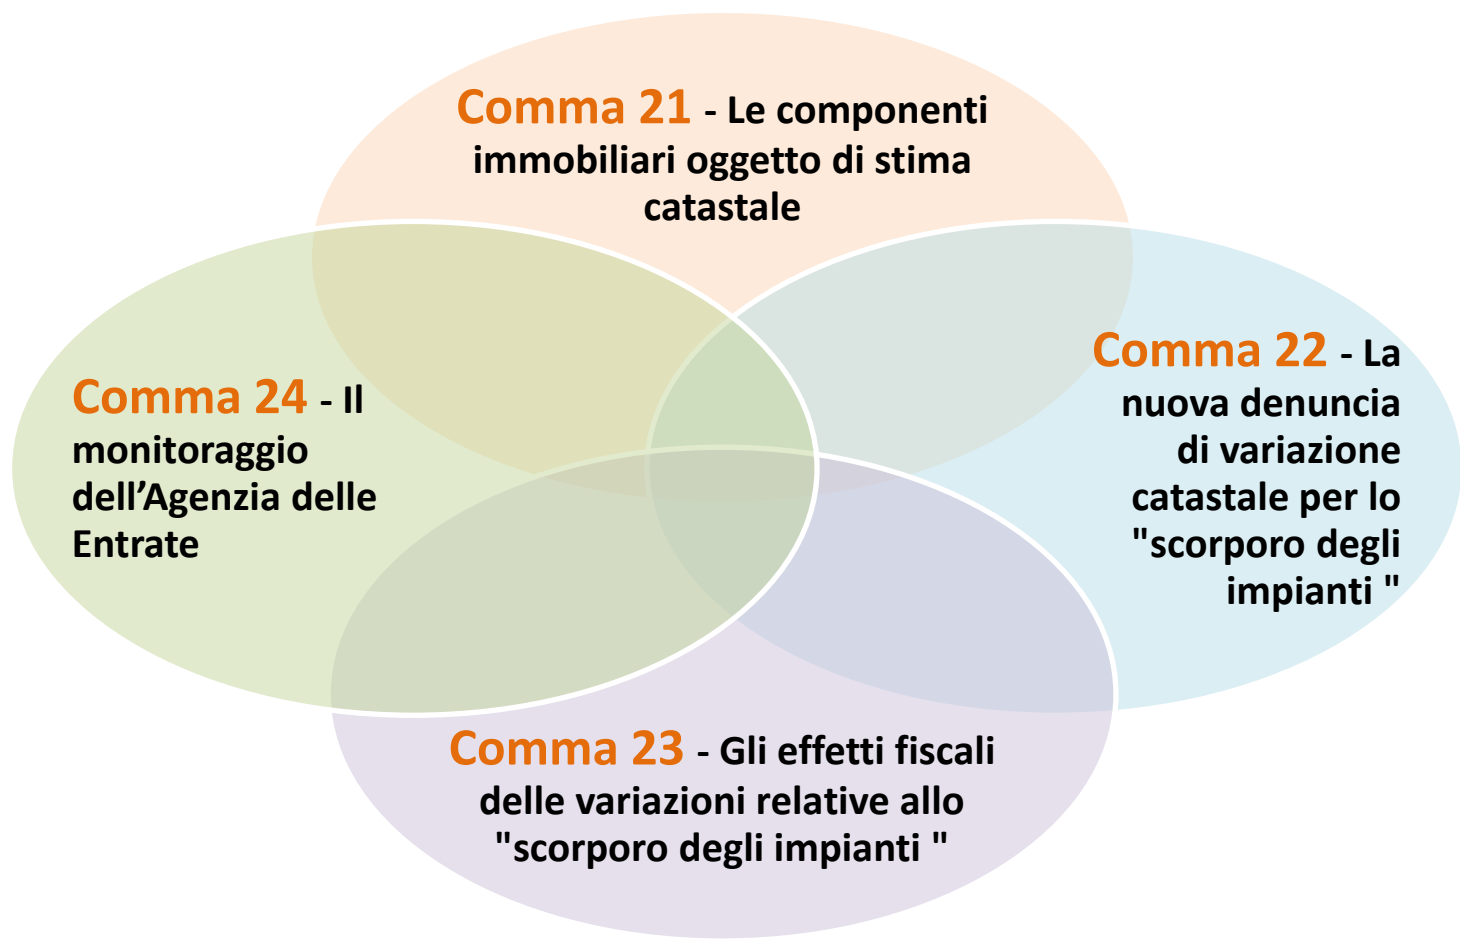 Comma 21 - Le componenti
immobiliari oggetto di stima
catastale
Comma 22 - La
nuova denuncia
di variazione
catastale per lo
"scorporo degli
impianti "
Comma 24 - Il
monitoraggio
dell’Agenzia delle
Entrate
Comma 23 - Gli effetti fiscali
delle variazioni relative allo
"scorporo degli impianti "